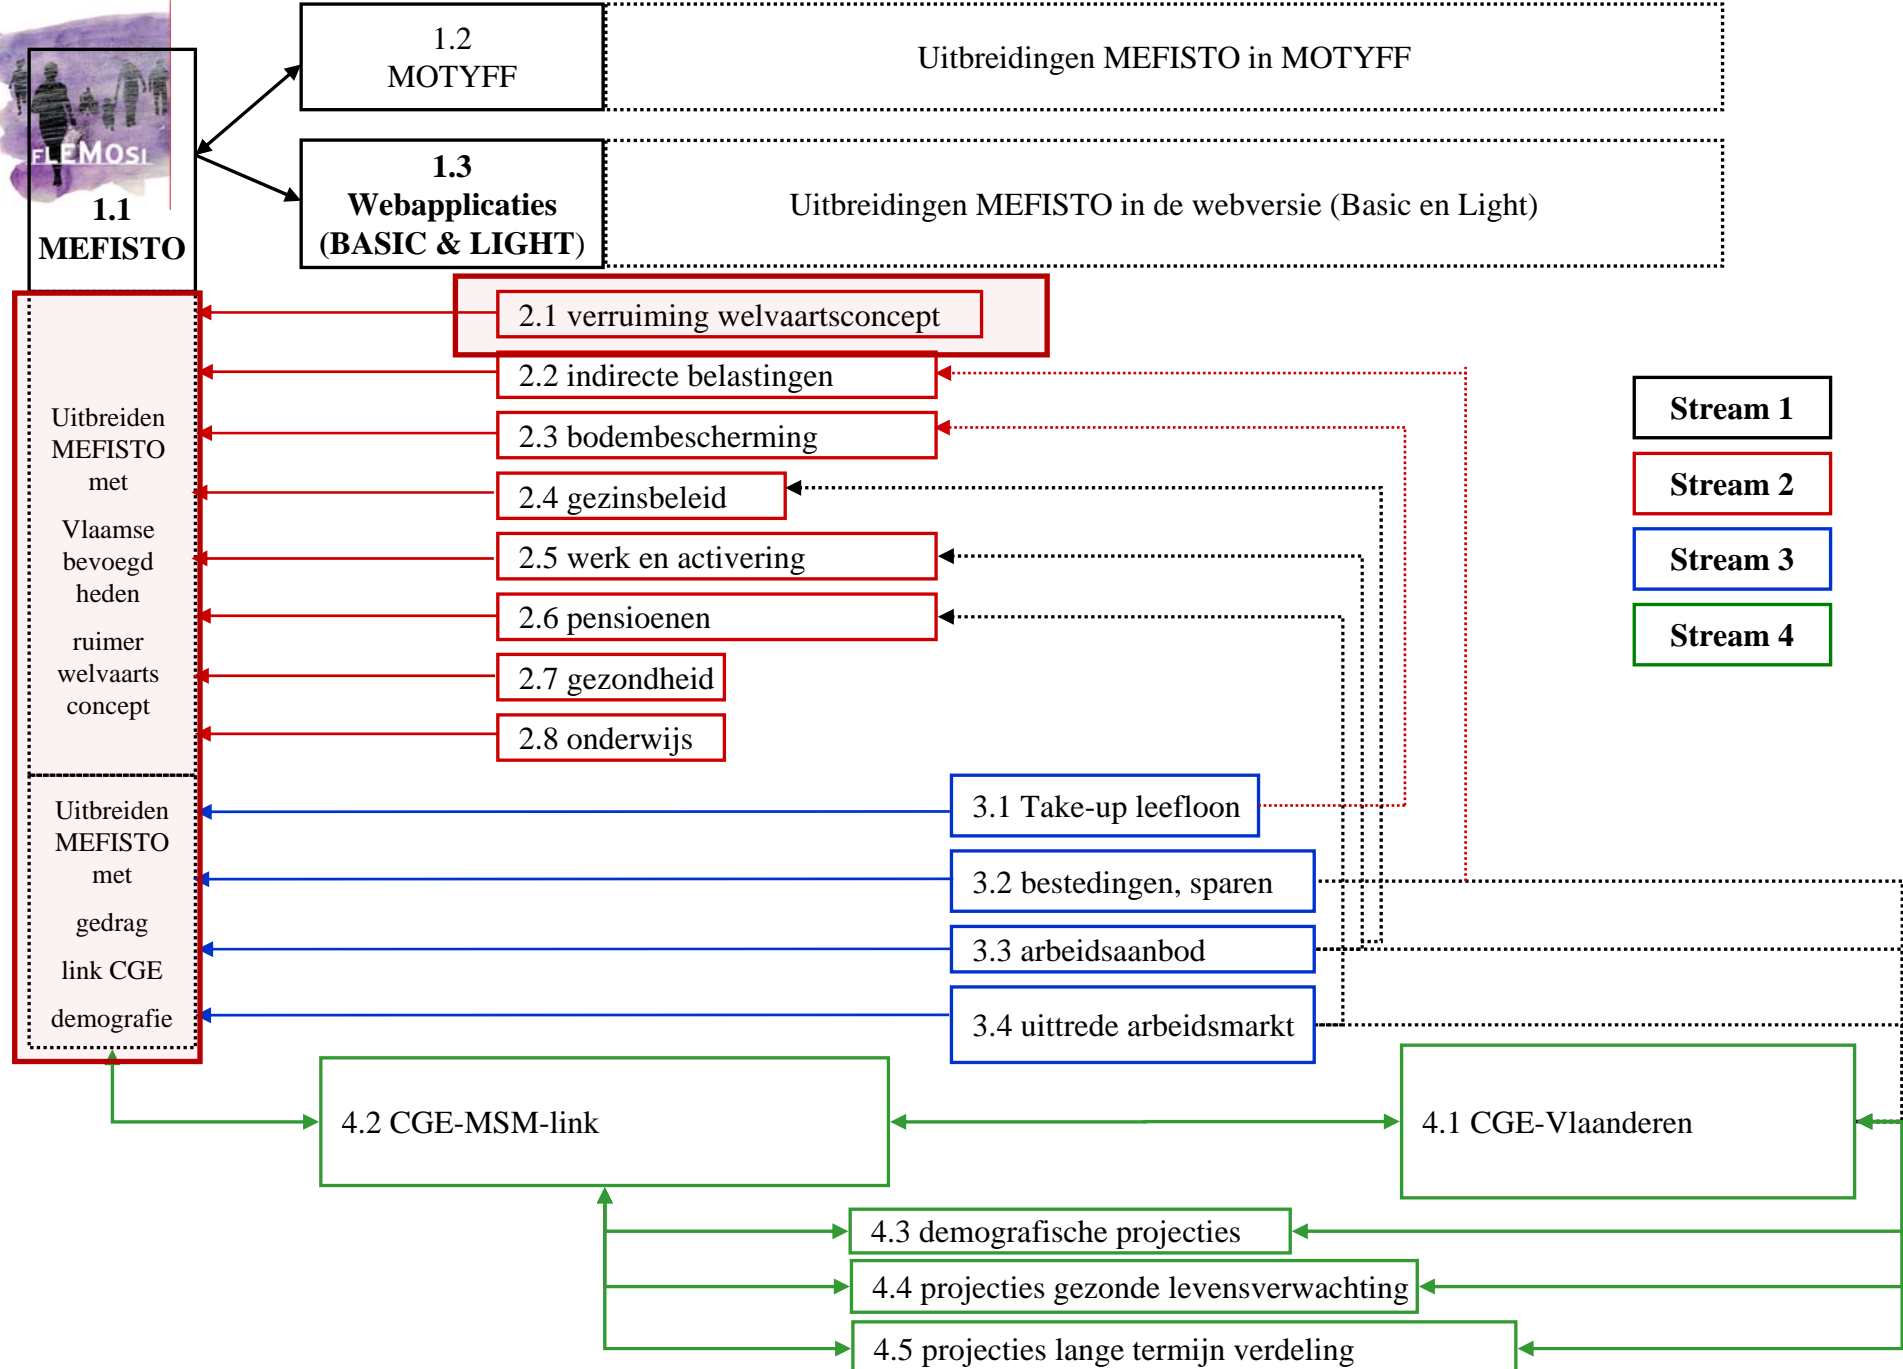 FLEMOSI
1.1
MEFISTO
1.2
MOTYFF
Uitbreidingen MEFISTO in MOTYFF
1.3
Webapplicaties
(BASIC & LIGHT)
Uitbreidingen MEFISTO in de webversie (Basic en Light)
2.1 verruiming welvaartsconcept
2.2 indirecte belastingen
2.3 bodembescherming
2.4 gezinsbeleid
2.5 werk en activering
2.6 pensioenen
2.7 gezondheid
2.8 onderwijs
Uitbreiden
MEFISTO
met
Vlaamse
bevoegd
heden
ruimer
welvaarts
concept
Uitbreiden
MEFISTO
met
gedrag
link CGE
demografie
3.1 Take-up leefloon
3.2 bestedingen, sparen
3.3 arbeidsaanbod
3.4 uittrede arbeidsmarkt
Stream 1
Stream 2
Stream 3
Stream 4
4.2 CGE-MSM-link
4.1 CGE-Vlaanderen
4.3 demografische projecties
4.4 projecties gezonde levensverwachting
4.5 projecties lange termijn verdeling